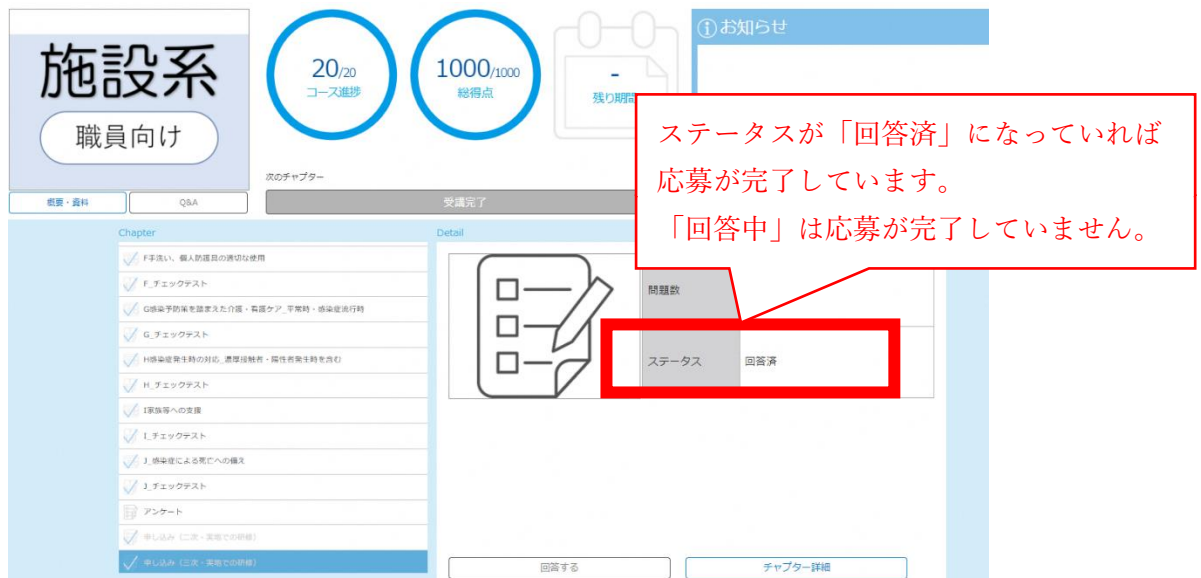 施設系
職員向け
20/20
コース進捗
1000/1000
総得点
-
残り期間
お知らせ
次のチャプター
受講完了
概要・資料
Q&A
ステータスが「回答済」になっていれば
応募が完了しています。
「回答中」は応募が完了していません。
Chapter
F手洗い、個人防護具の適切な使用
F_チェックテスト
G感染予防策を踏まえた介護・看護ケア_平常時・感染症流行時
G_チェックテスト
H感染症発生時の対応_濃厚接触者・陽性者発生時を含む
H_チェックテスト
I家族等への支援
I_チェックテスト
J_感染症による死亡への備え
J_チェックテスト
アンケート
申し込み（二次・実地での研修）
申し込み（三次・実地での研修）
Detail
問題数
ステータス
回答済
回答する
チャプター詳細